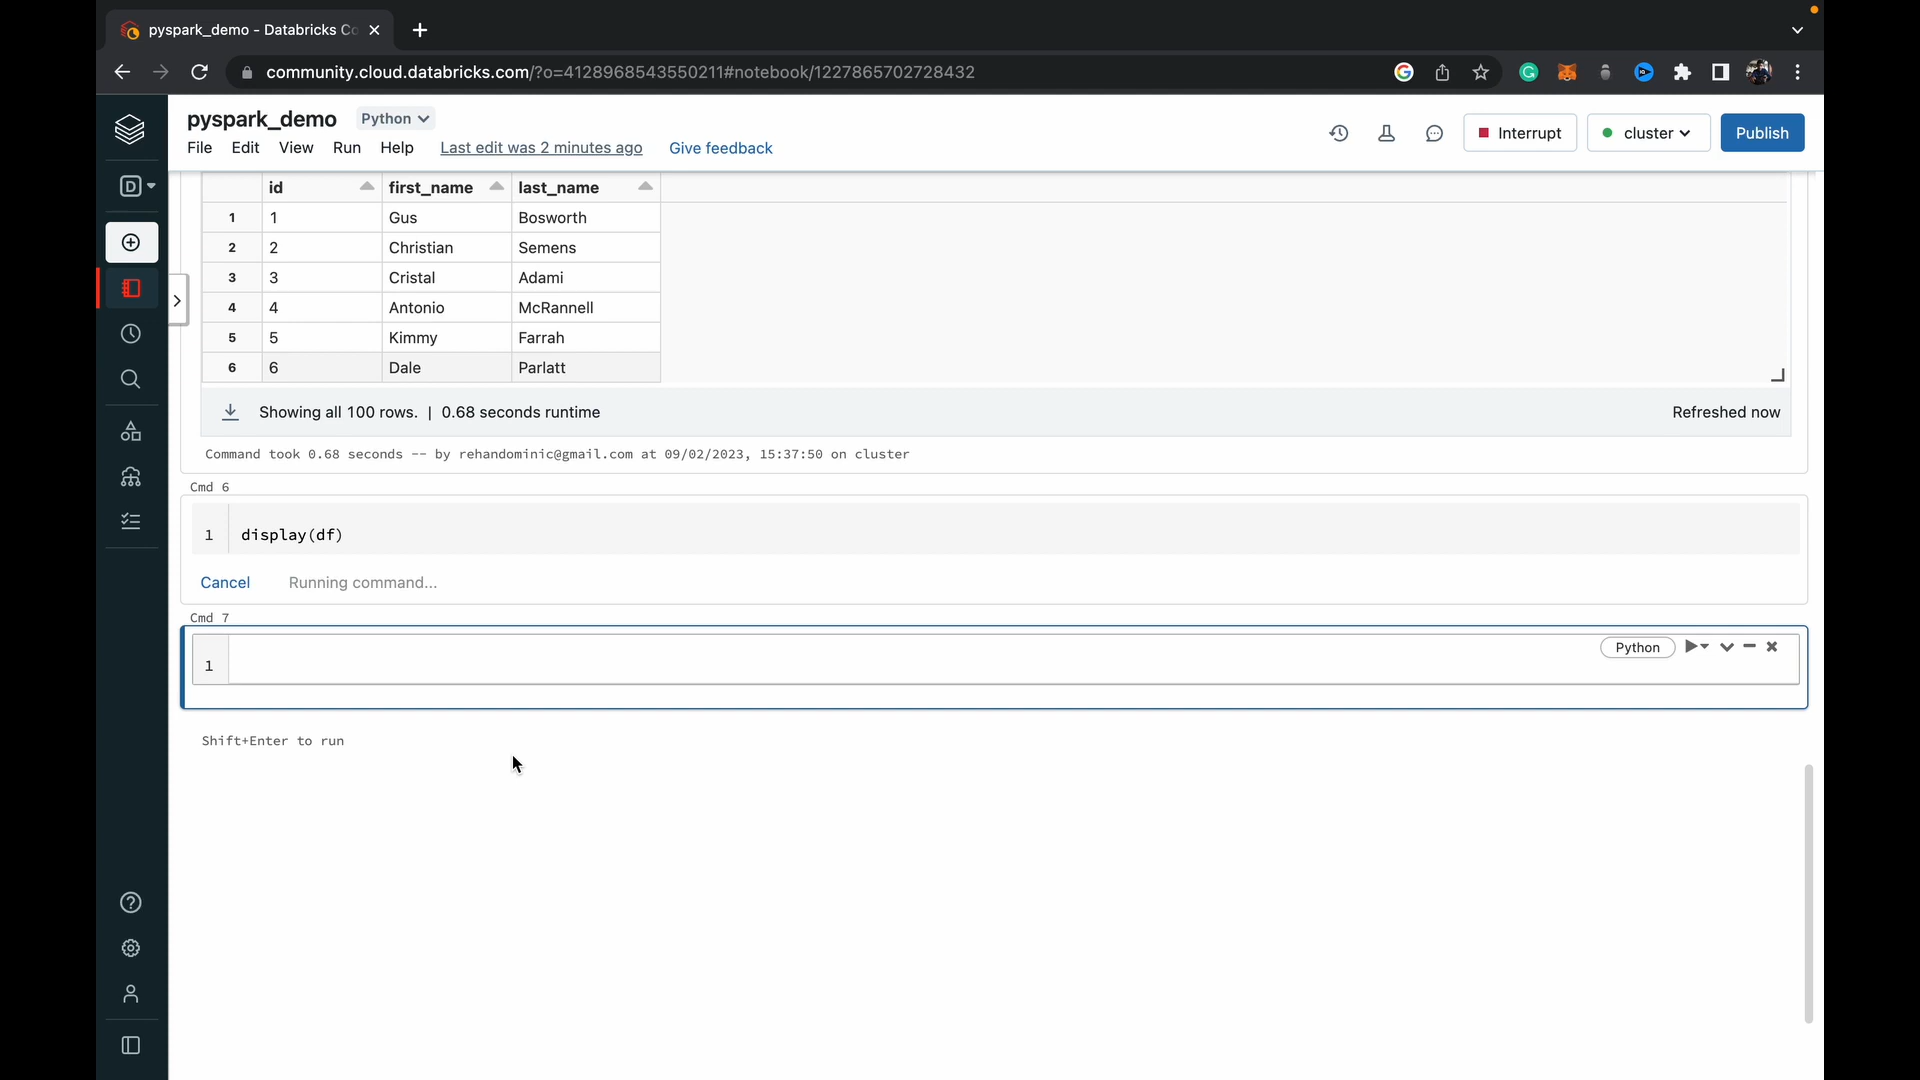 pyspark_demo - Databricks Co
community.cloud.databricks.com/?o=4128968543550211#notebook/1227865702728432
pyspark_demo Python
File Edit View Run Help Last edit was 2 minutes ago Give feedback
Interrupt cluster Publish
D
id first_name last_name
1 1 Gus Bosworth
2 2 Christian Semens
3 3 Cristal Adami
4 4 Antonio McRannell
5 5 Kimmy Farrah
6 6 Dale Parlatt
Showing all 100 rows. | 0.68 seconds runtime Refreshed now
Command took 0.68 seconds -- by rehandominic@gmail.com at 09/02/2023, 15:37:50 on cluster
Cmd 6
1 display(df)
Cancel Running command...
Cmd 7
1 Python
Shift+Enter to run